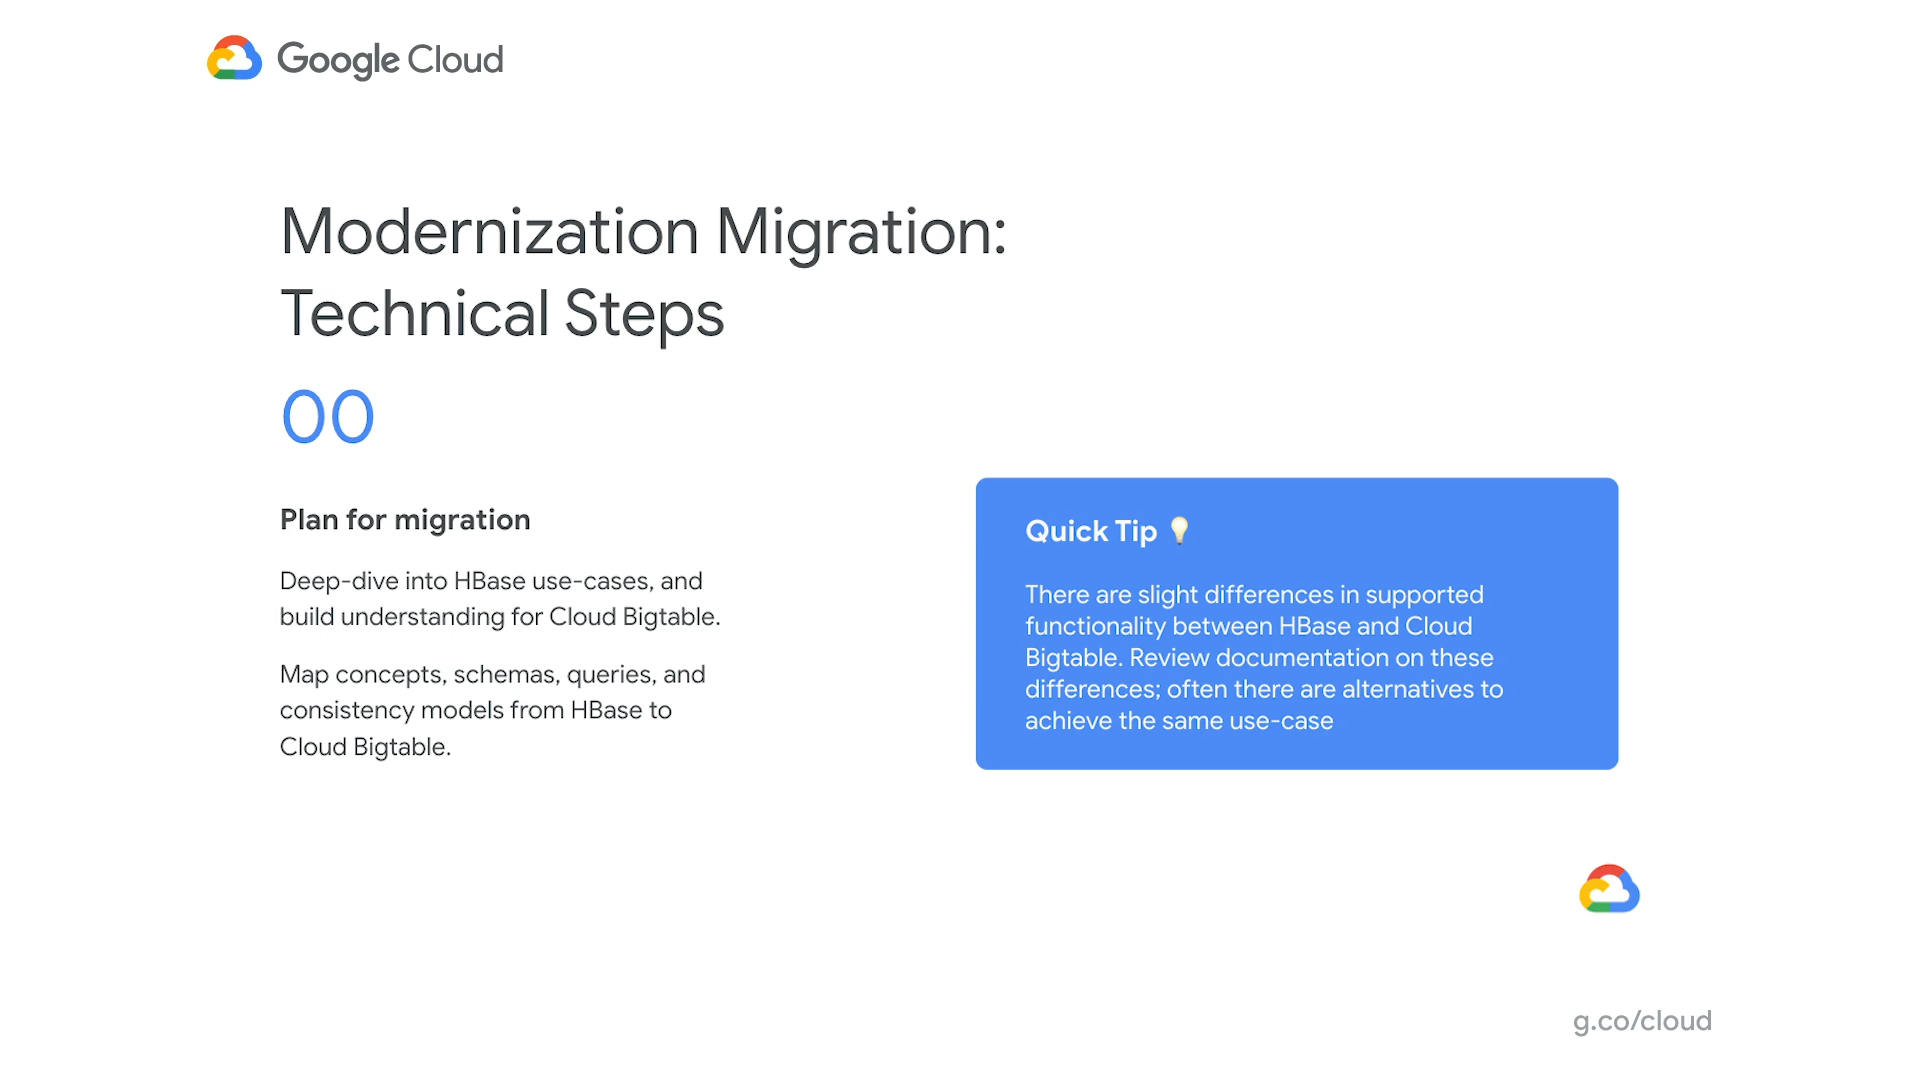 Google Cloud
Modernization Migration:
Technical Steps
00
Plan for migration
Deep-dive into HBase use-cases, and
build understanding for Cloud Bigtable.
Map concepts, schemas, queries, and
consistency models from HBase to
Cloud Bigtable.
Quick Tip 💡
There are slight differences in supported
functionality between HBase and Cloud
Bigtable. Review documentation on these
differences; often there are alternatives to
achieve the same use-case
g.co/cloud